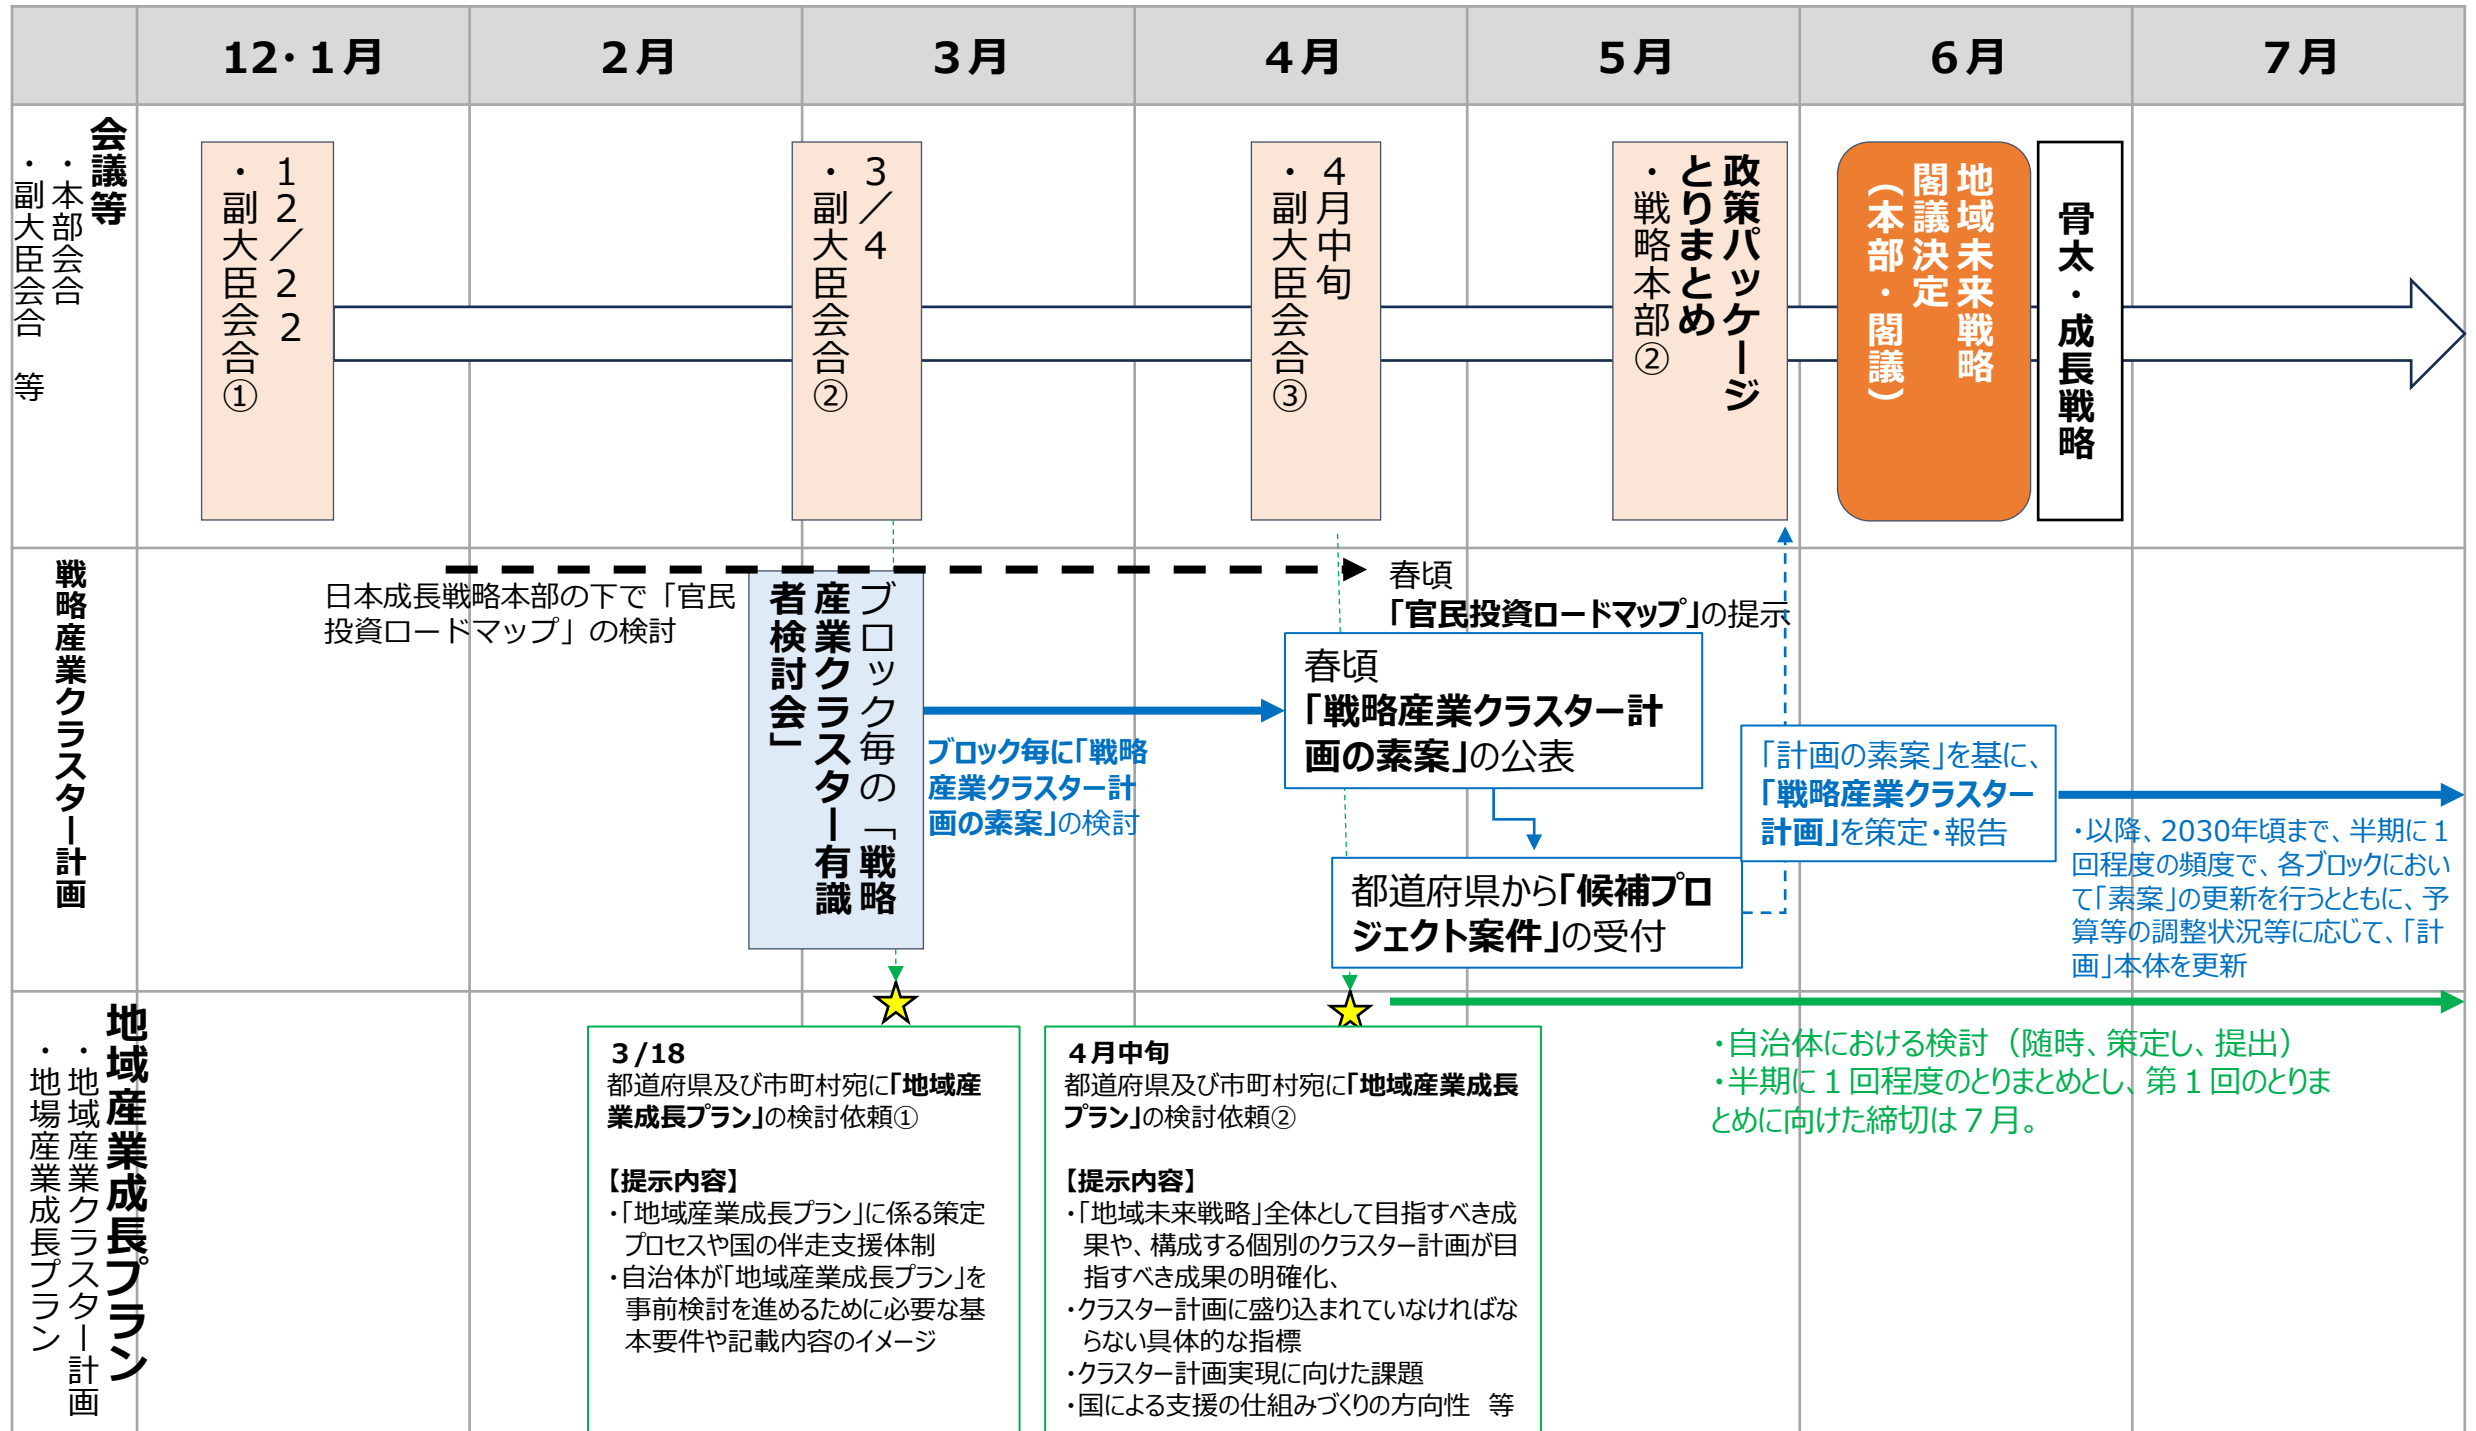 12･１月
２月
３月
４月
５月
６月
７月
会議等
・本部会合
・副大臣会合　等
１２／２２
・副大臣会合①
３／４
・副大臣会合②
４月中旬
・副大臣会合③
政策パッケージ
とりまとめ
・戦略本部②
地域未来戦略
閣議決定
（本部・閣議）
骨太・成長戦略
戦略産業クラスター計画
日本成長戦略本部の下で「官民
投資ロードマップ」の検討
春頃
「官民投資ロードマップ」の提示
ブロック毎の「戦略
産業クラスター有識
者検討会」
ブロック毎に「戦略
産業クラスター計
画の素案」の検討
春頃
「戦略産業クラスター計
画の素案」の公表
都道府県から「候補プロ
ジェクト案件」の受付
「計画の素案」を基に、
「戦略産業クラスター
計画」を策定・報告
・以降、2030年頃まで、半期に１
回程度の頻度で、各ブロックにおい
て「素案」の更新を行うとともに、予
算等の調整状況等に応じて、「計
画」本体を更新
地域産業成長プラン
・地域産業クラスター計画
・地場産業成長プラン
３/18
都道府県及び市町村宛に「地域産
業成長プラン」の検討依頼①
【提示内容】
・「地域産業成長プラン」に係る策定
プロセスや国の伴走支援体制
・自治体が「地域産業成長プラン」を
事前検討を進めるために必要な基
本要件や記載内容のイメージ
４月中旬
都道府県及び市町村宛に「地域産業成長
プラン」の検討依頼②
【提示内容】
・「地域未来戦略」全体として目指すべき成
果や、構成する個別のクラスター計画が目
指すべき成果の明確化、
・クラスター計画に盛り込まれていなければな
らない具体的な指標
・クラスター計画実現に向けた課題
・国による支援の仕組みづくりの方向性　等
・自治体における検討（随時、策定し、提出）
・半期に１回程度のとりまとめとし、第１回のとりま
とめに向けた締切は７月。